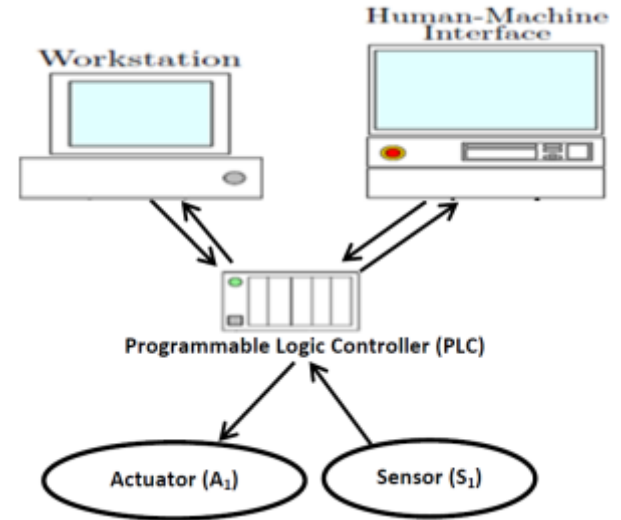 Human-Machine
Interface
Workstation
Programmable Logic Controller (PLC)
Actuator (A₁)
Sensor (S₁)